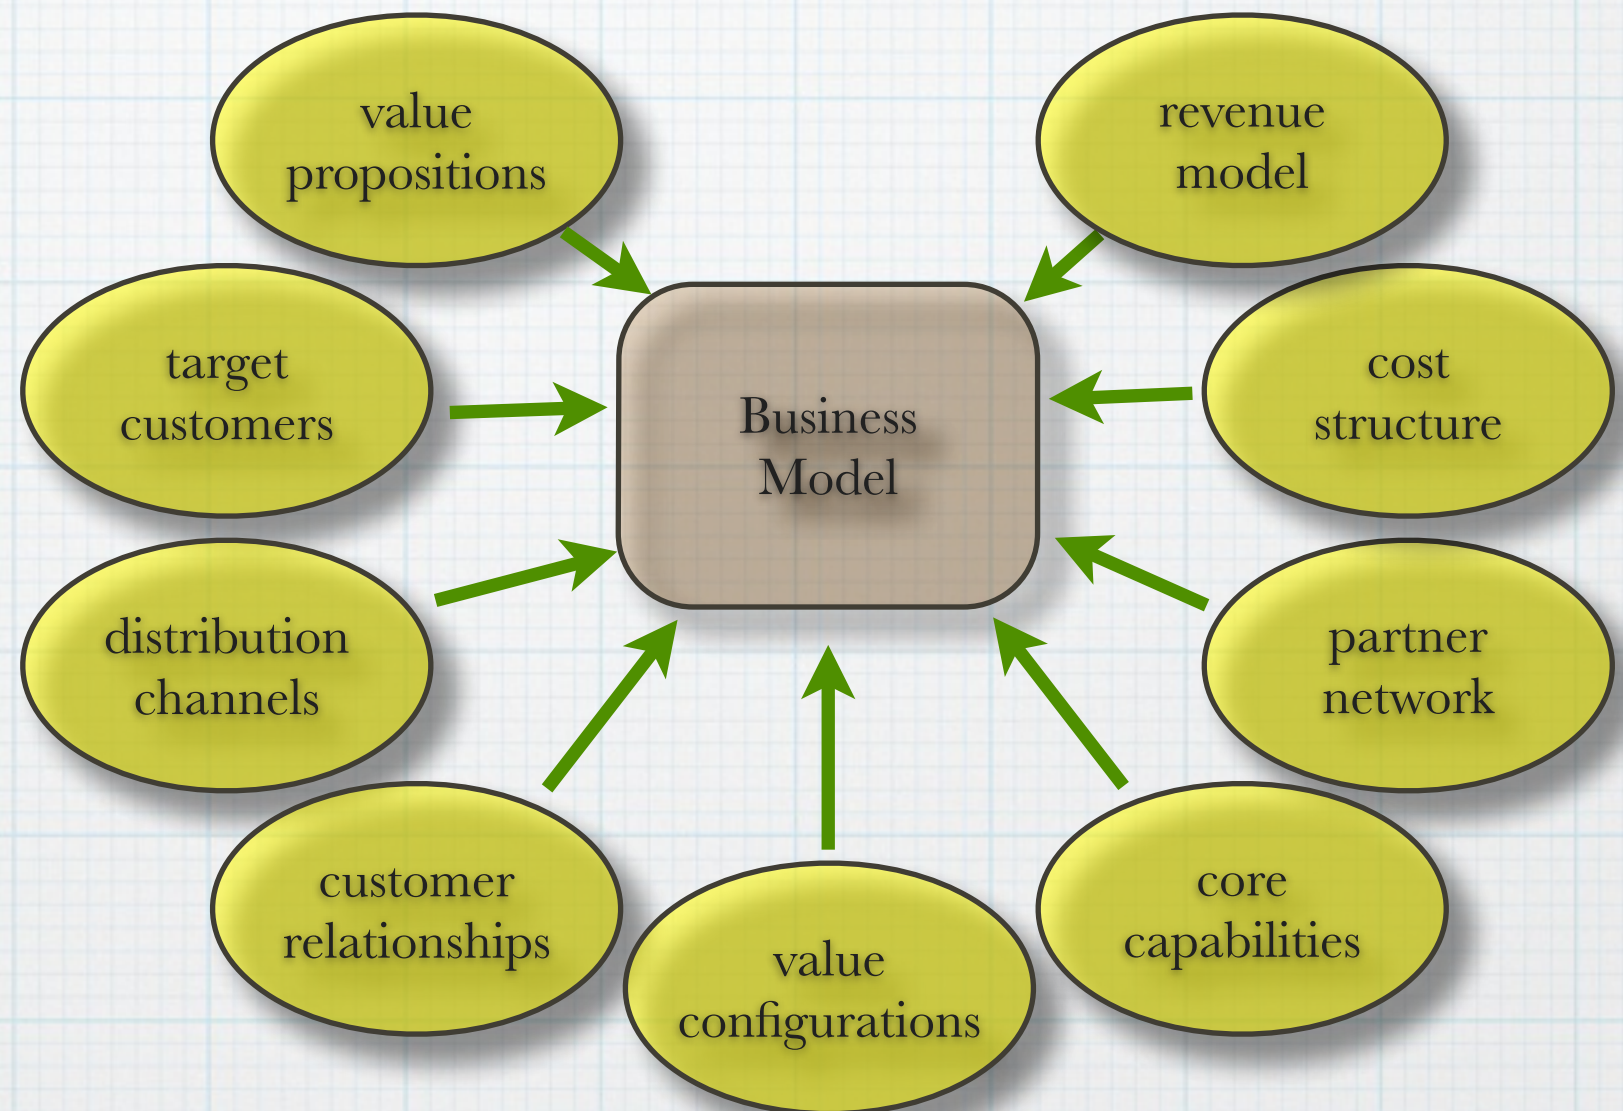 value
propositions
revenue
model
target
customers
Business
Model
cost
structure
distribution
channels
partner
network
customer
relationships
value
configurations
core
capabilities